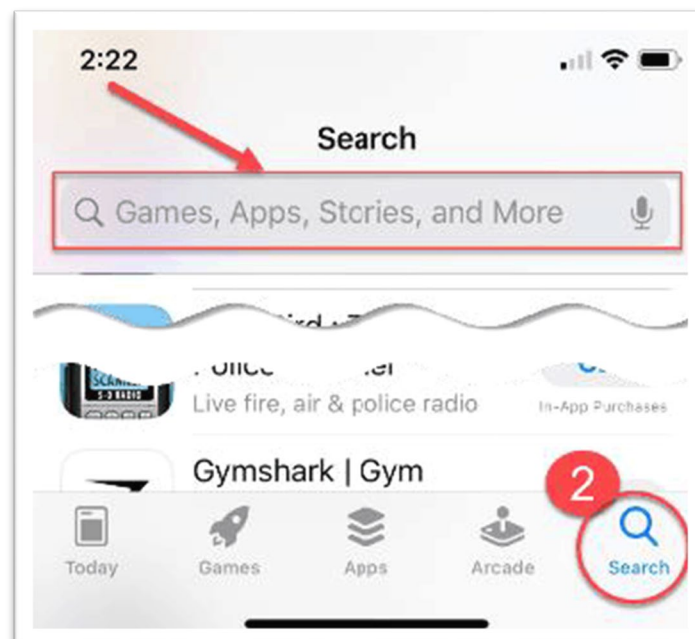 2:22
Search
Games, Apps, Stories, and More
SCANNER
Live fire, air & police radio
In-App Purchases
Gymshark | Gym
2
Today
Games
Apps
Arcade
Search